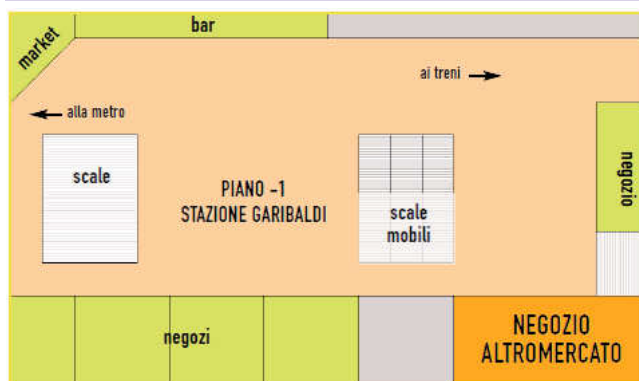 market
bar
ai treni
alla metro
scale
PIANO -1
STAZIONE GARIBALDI
scale
mobili
negozio
negozi
NEGOZIO
ALTROMERCATO